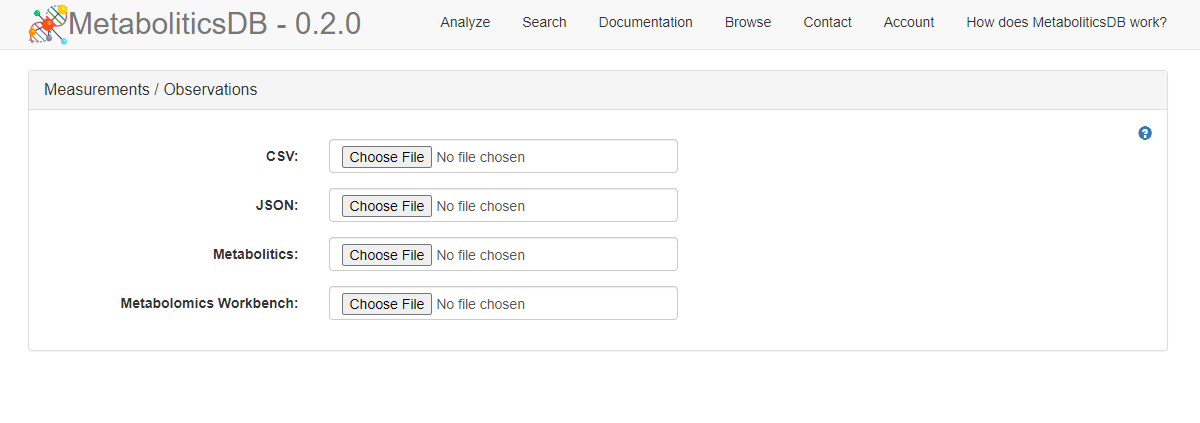 MetaboliticsDB - 0.2.0
Analyze Search Documentation Browse Contact Account How does MetaboliticsDB work?
Measurements / Observations
?
CSV: Choose File No file chosen
JSON: Choose File No file chosen
Metabolitics: Choose File No file chosen
Metabolomics Workbench: Choose File No file chosen